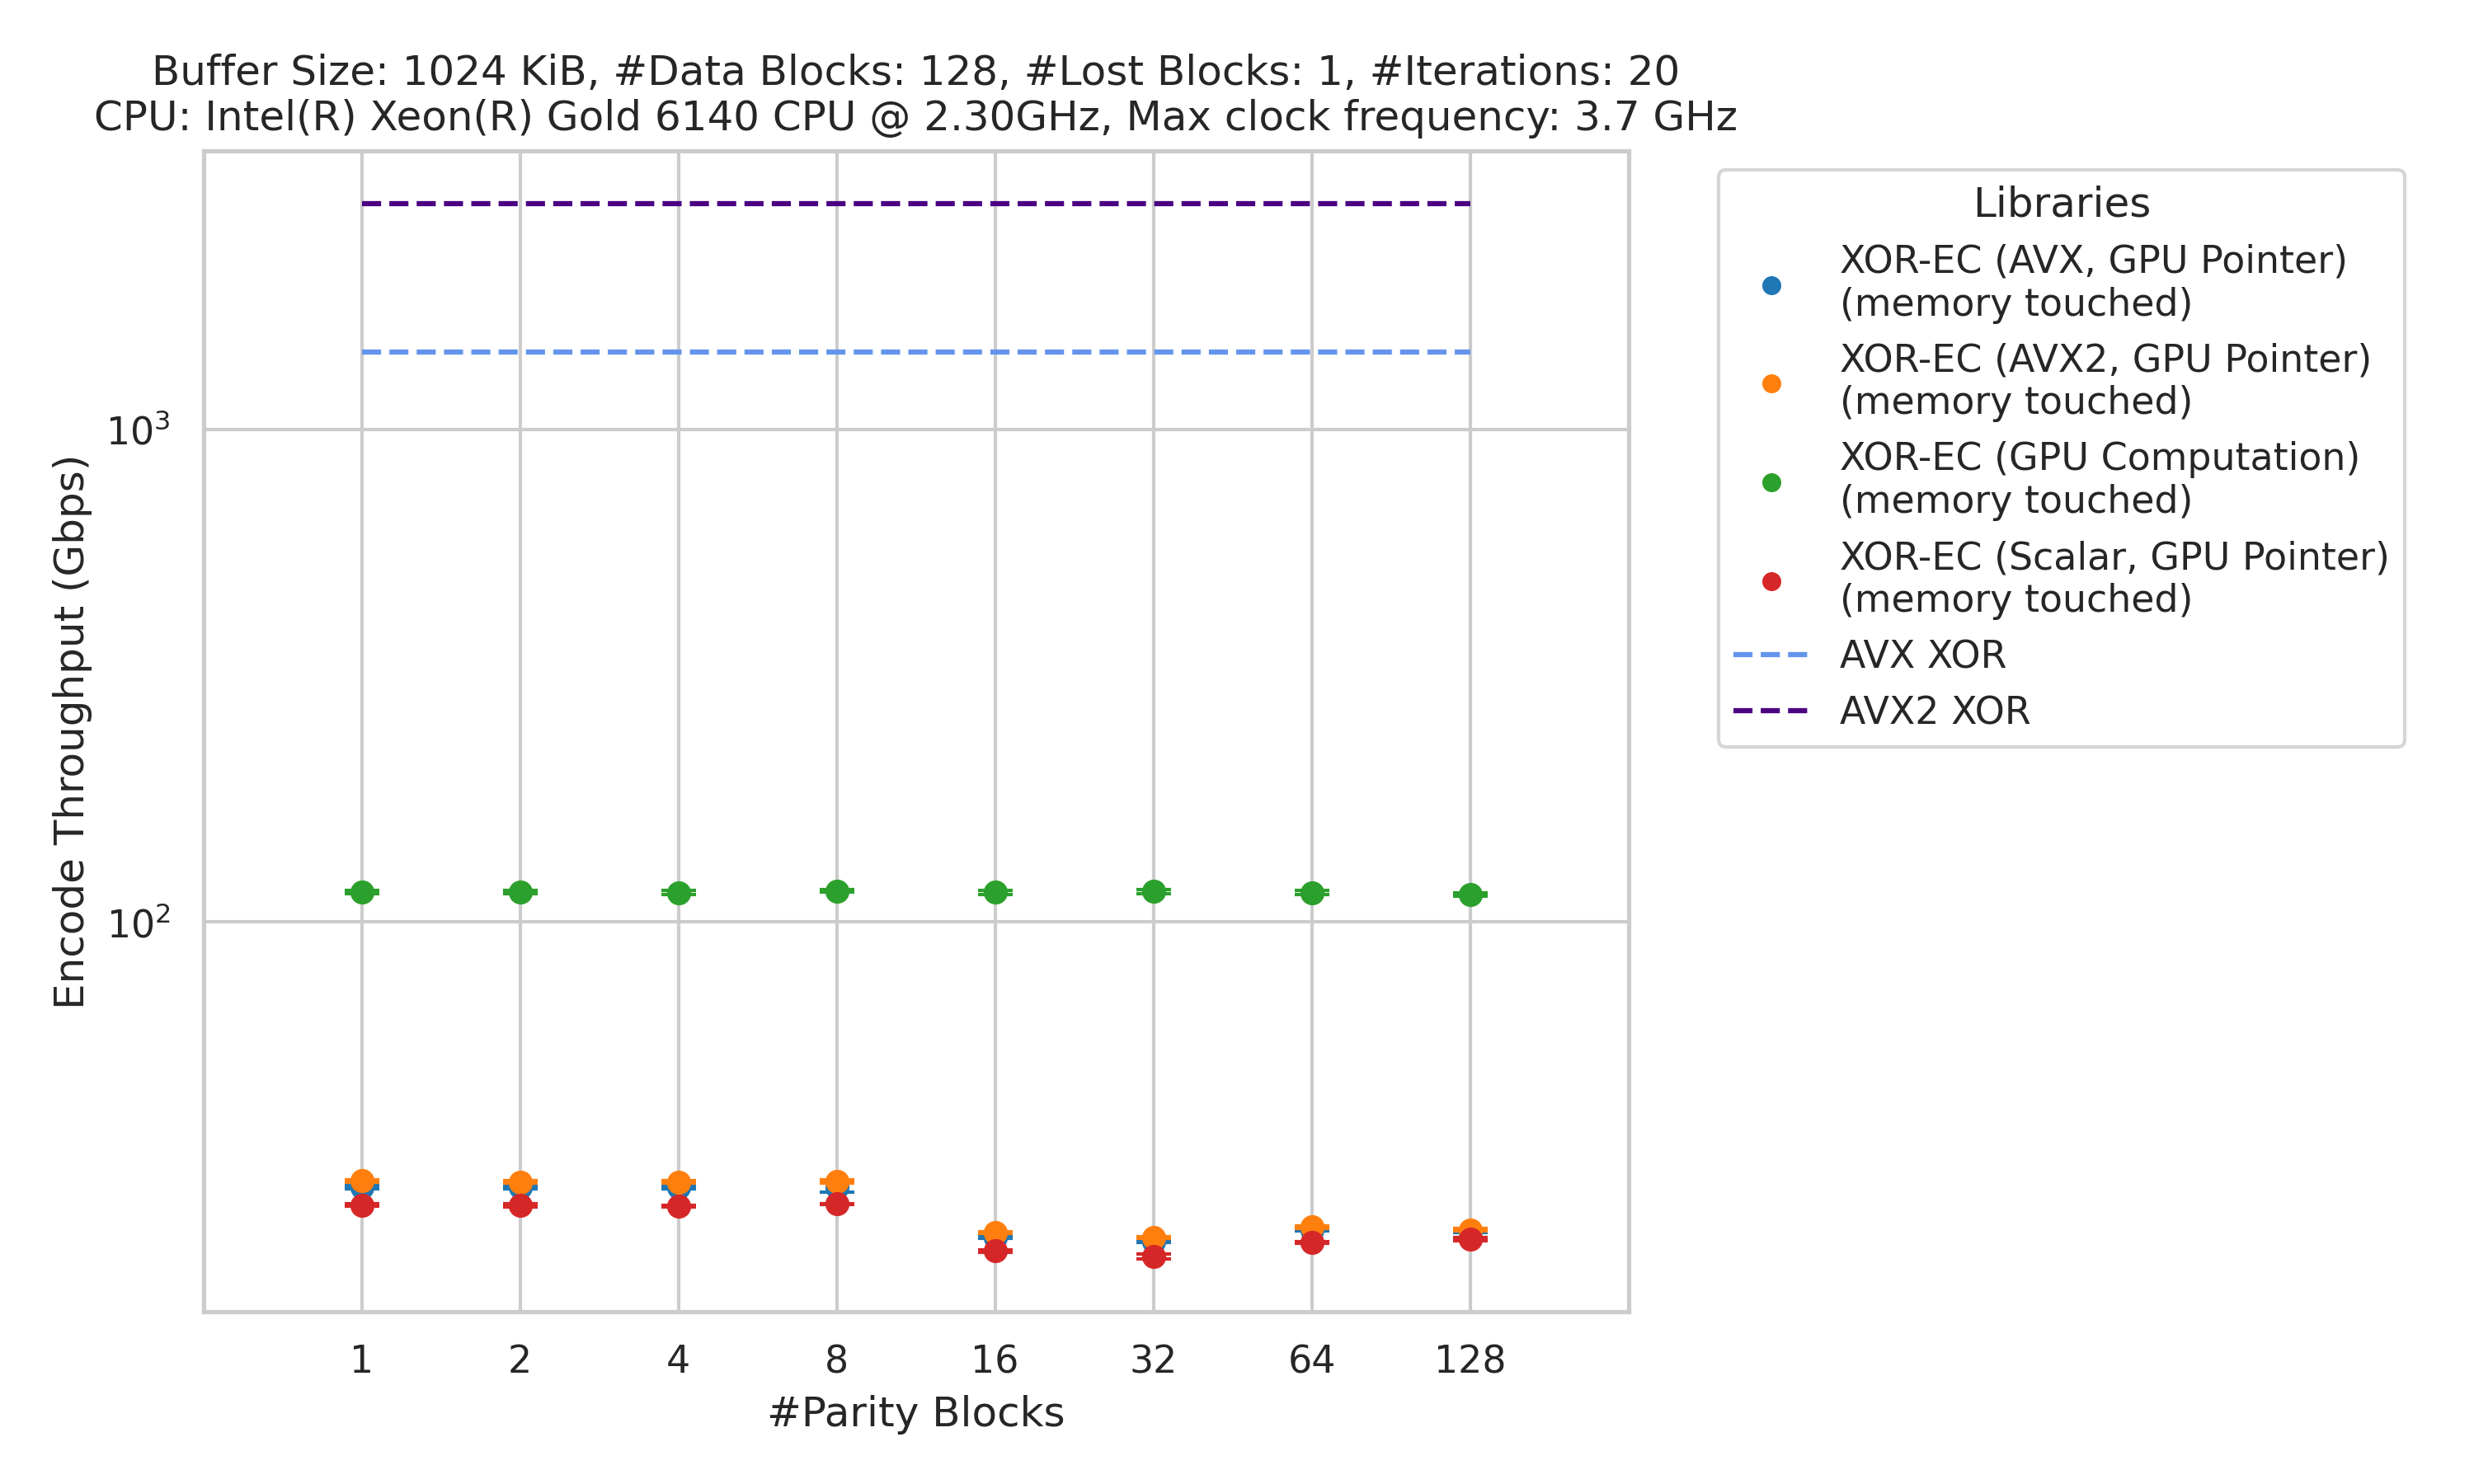 Buffer Size: 1024 KiB, #Data Blocks: 128, #Lost Blocks: 1, #Iterations: 20
CPU: Intel(R) Xeon(R) Gold 6140 CPU @ 2.30GHz, Max clock frequency: 3.7 GHz
Encode Throughput (Gbps)
10³
10²
1 2 4 8 16 32 64 128
#Parity Blocks
Libraries
XOR-EC (AVX, GPU Pointer)
(memory touched)
XOR-EC (AVX2, GPU Pointer)
(memory touched)
XOR-EC (GPU Computation)
(memory touched)
XOR-EC (Scalar, GPU Pointer)
(memory touched)
AVX XOR
AVX2 XOR